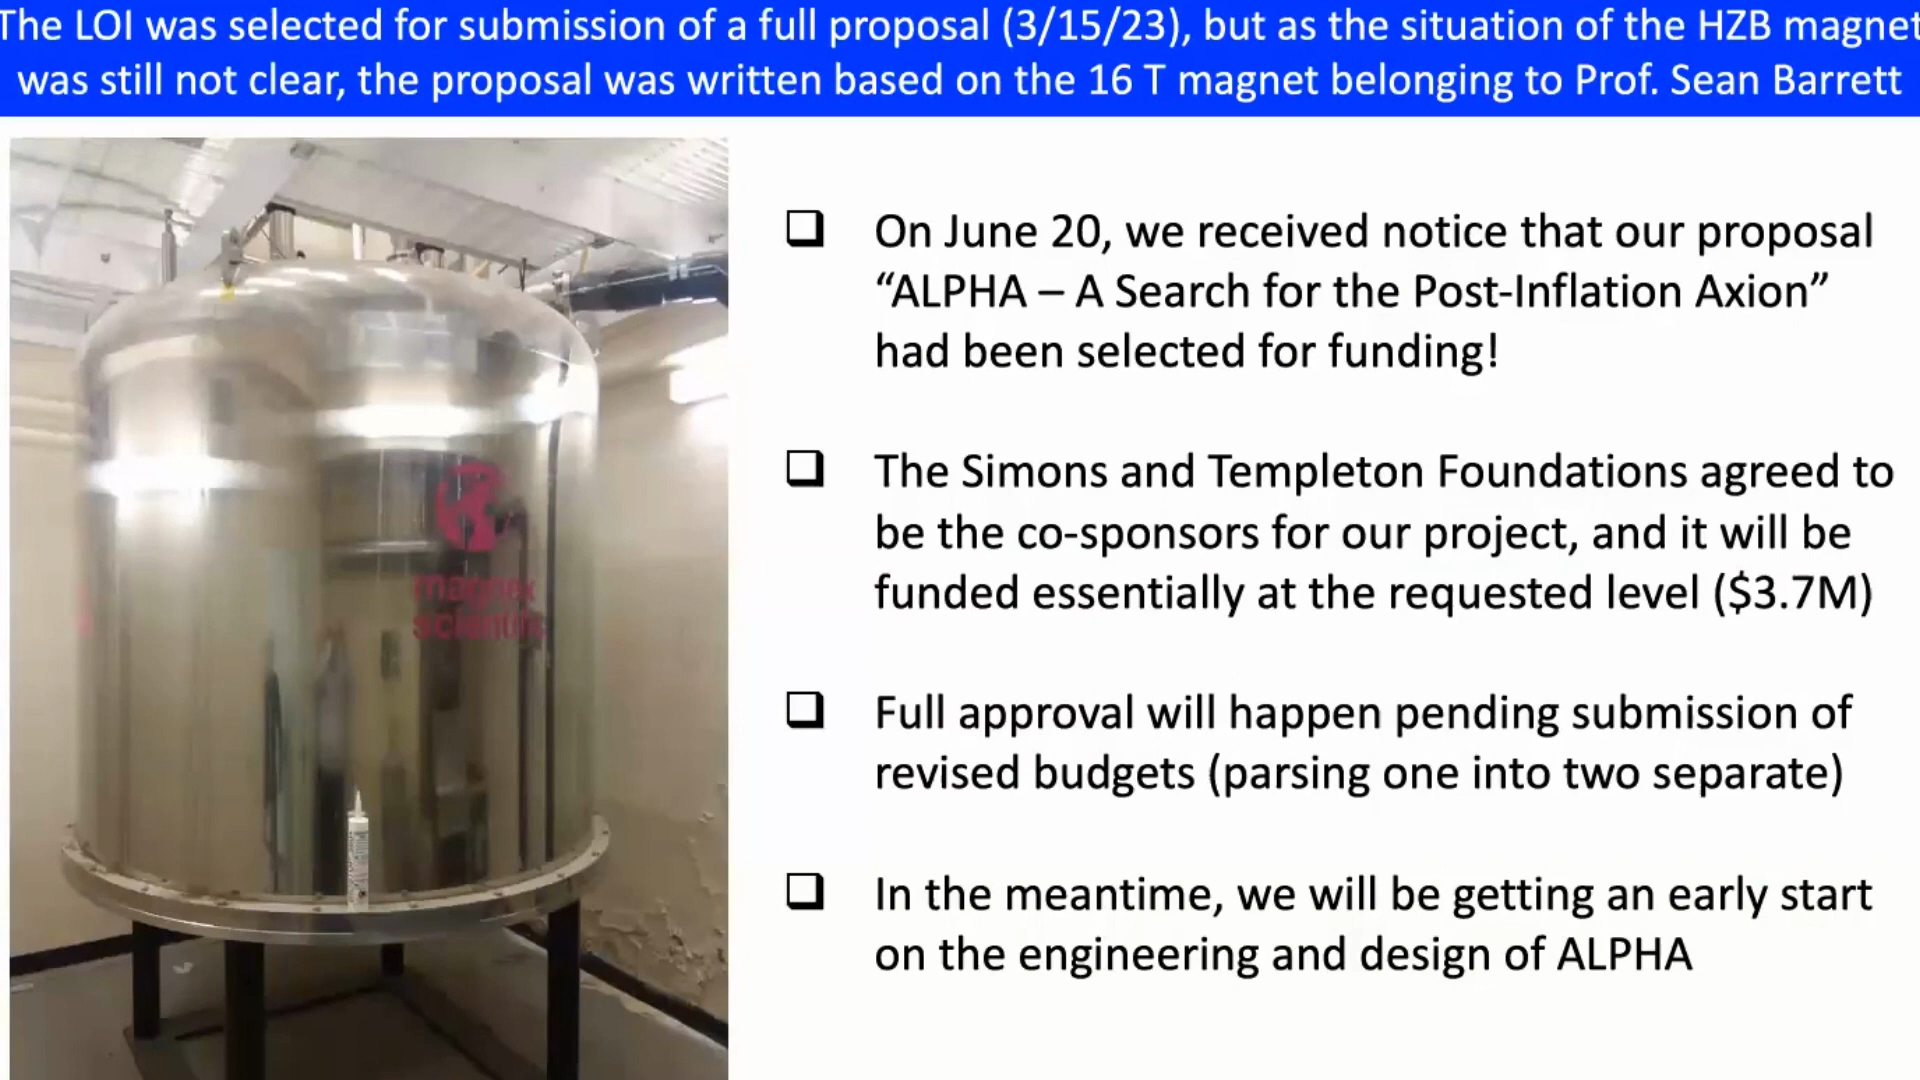 The LOI was selected for submission of a full proposal (3/15/23), but as the situation of the HZB magnet
was still not clear, the proposal was written based on the 16 T magnet belonging to Prof. Sean Barrett
On June 20, we received notice that our proposal
“ALPHA – A Search for the Post-Inflation Axion”
had been selected for funding!
The Simons and Templeton Foundations agreed to
be the co-sponsors for our project, and it will be
funded essentially at the requested level ($3.7M)
Full approval will happen pending submission of
revised budgets (parsing one into two separate)
In the meantime, we will be getting an early start
on the engineering and design of ALPHA
magnex
scientific